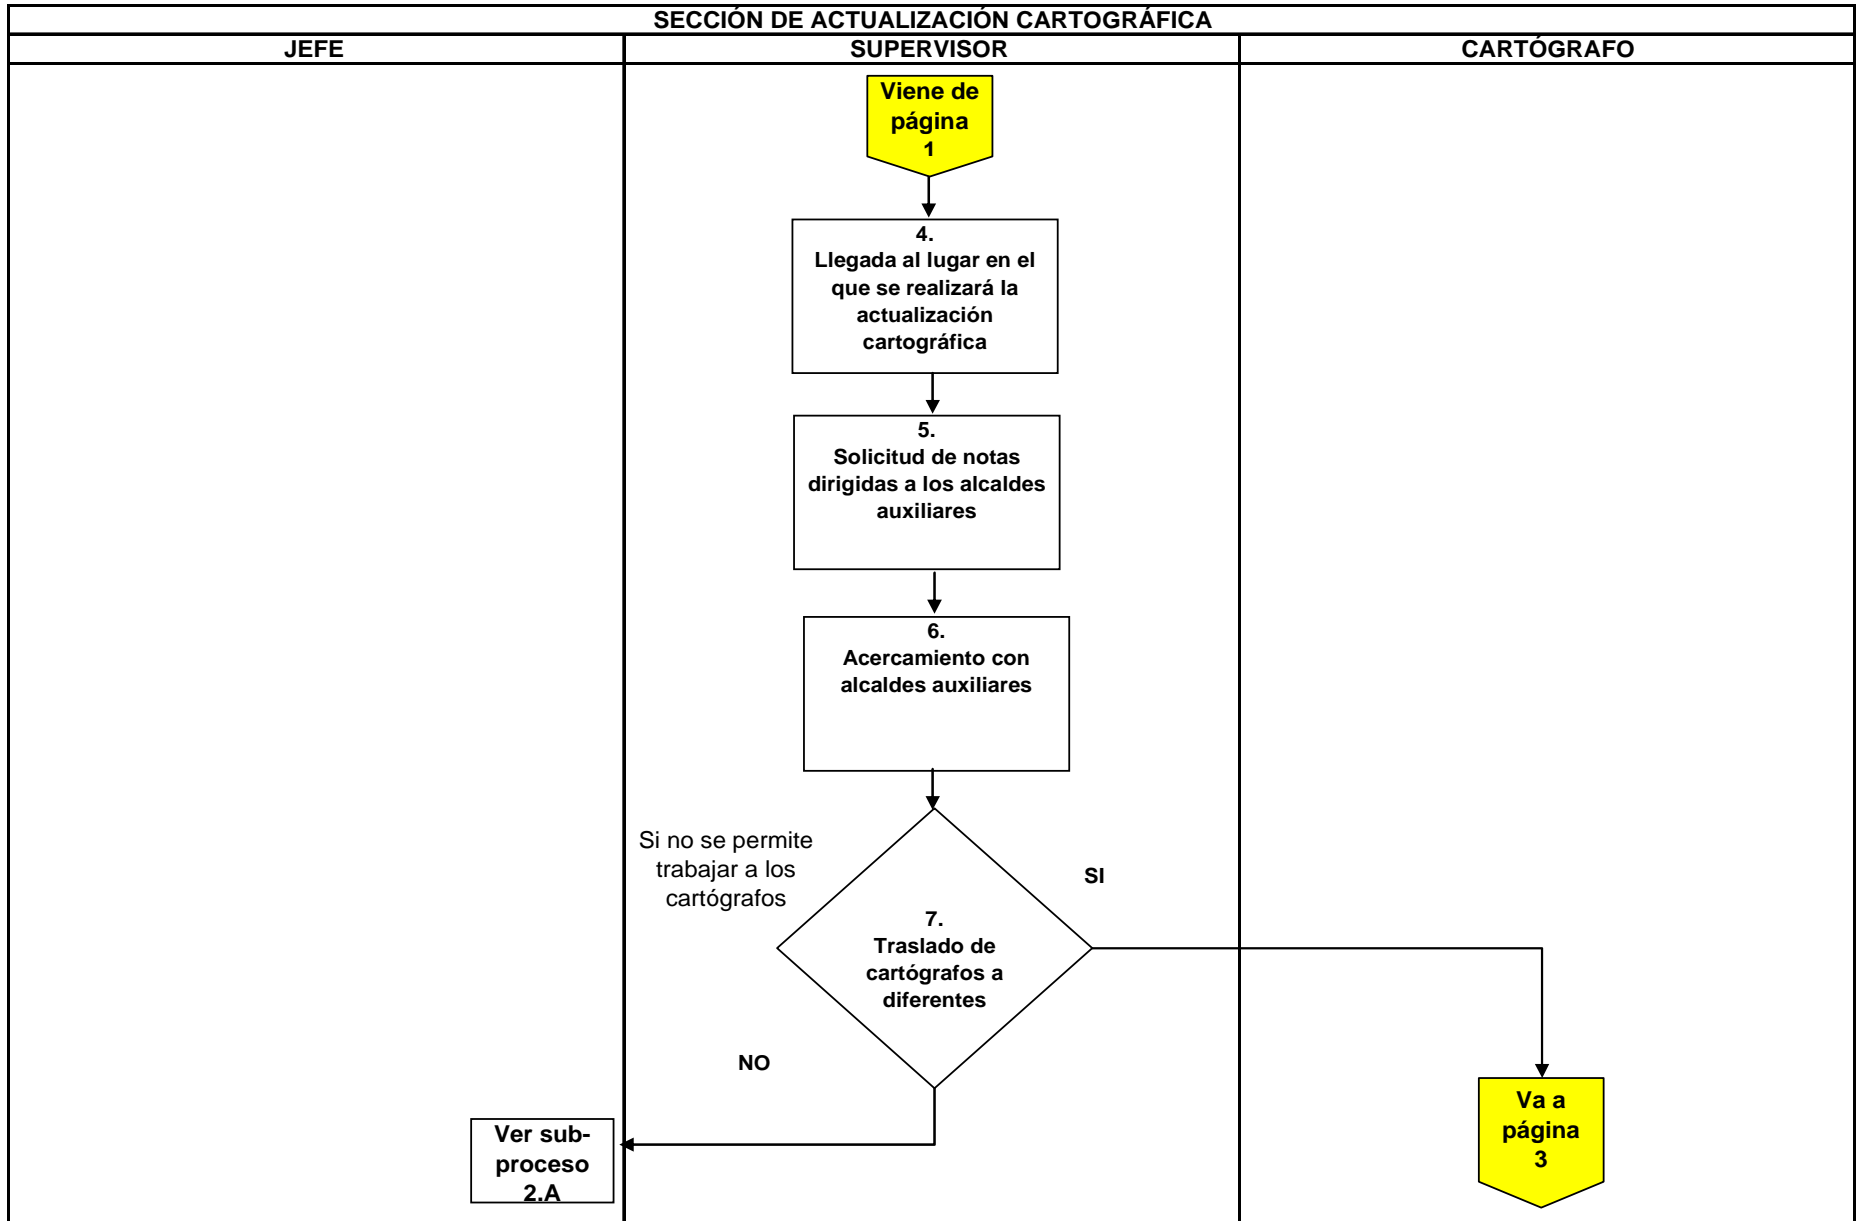 SECCIÓN DE ACTUALIZACIÓN CARTOGRÁFICA
JEFE
SUPERVISOR
CARTÓGRAFO
Viene de
página
1
4.
Llegada al lugar en el
que se realizará la
actualización
cartográfica
5.
Solicitud de notas
dirigidas a los alcaldes
auxiliares
6.
Acercamiento con
alcaldes auxiliares
Si no se permite
trabajar a los
cartógrafos
SI
7.
Traslado de
cartógrafos a
diferentes
NO
Ver sub-
proceso
2.A
Va a
página
3